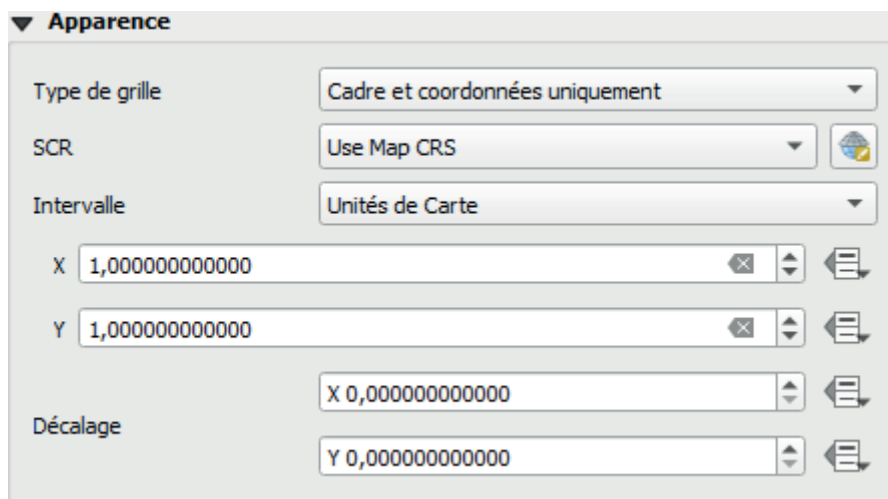 Apparence
Type de grille Cadre et coordonnées uniquement
SCR Use Map CRS
Intervalle Unités de Carte
X 1,000000000000
Y 1,000000000000
Décalage X 0,000000000000
Y 0,000000000000